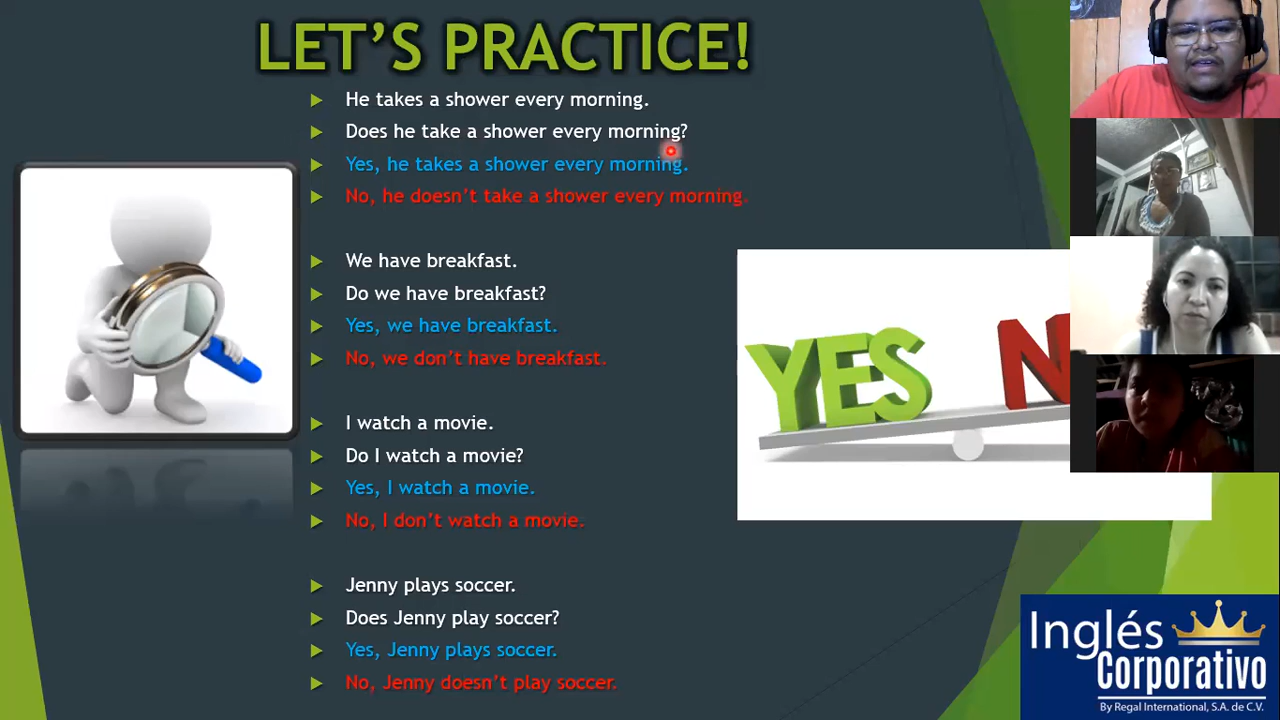 LET'S PRACTICE!
He takes a shower every morning.
Does he take a shower every morning?
Yes, he takes a shower every morning.
No, he doesn't take a shower every morning.
We have breakfast.
Do we have breakfast?
Yes, we have breakfast.
No, we don't have breakfast.
YES N
I watch a movie.
Do I watch a movie?
Yes, I watch a movie.
No, I don't watch a movie.
Jenny plays soccer.
Does Jenny play soccer?
Yes, Jenny plays soccer.
No, Jenny doesn't play soccer.
Inglés
Corporativo
By Regal International, S.A. de C.V.